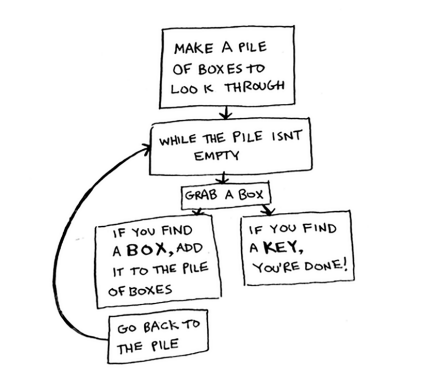 MAKE A PILE
OF BOXES TO
LOOK THROUGH
WHILE THE PILE ISNT
EMPTY
GRAB A BOX
IF YOU FIND
A BOX, ADD
IT TO THE PILE
OF BOXES
IF YOU FIND
A KEY,
YOU'RE DONE!
GO BACK TO
THE PILE